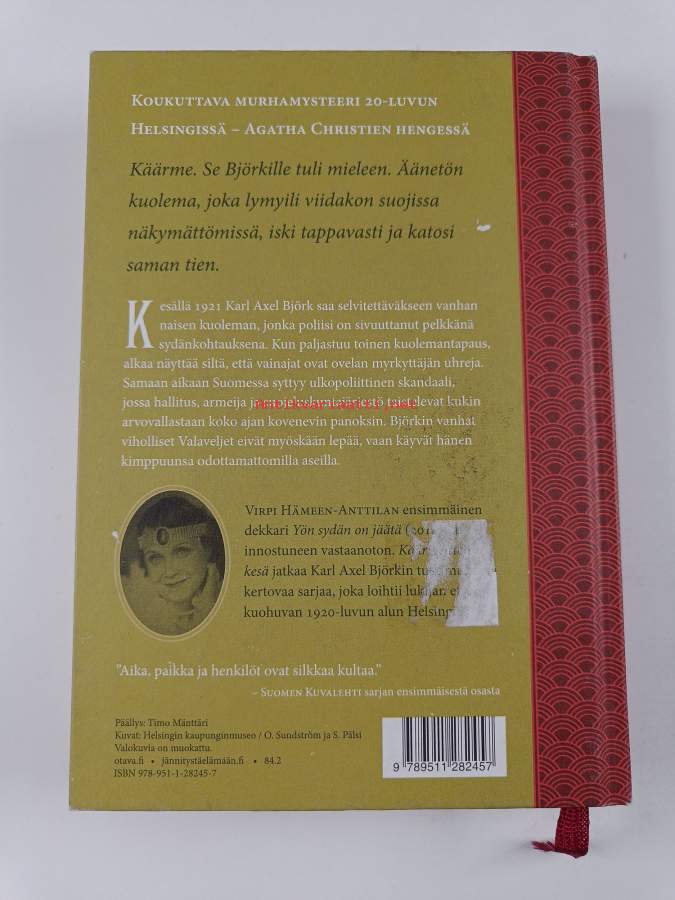 Koukuttava murhamysteeri 20-luvun
Helsingissä – Agatha Christien hengessä
Käärme. Se Björkille tuli mieleen. Äänetön
kuolema, joka lymyili viidakon suojissa
näkymättömissä, iski tappavasti ja katosi
saman tien.
Kesällä 1921 Karl Axel Björk saa selvitettäväkseen vanhan
naisen kuoleman, jonka poliisi on sivuuttanut pelkkänä
sydänkohtauksena. Kun paljastuu toinen kuolemantapaus,
alkaa näyttää siltä, että vainajat ovat ovelan myrkyttäjän uhreja.
Samaan aikaan Suomessa syttyy ulkopoliittinen skandaali,
jossa hallitus, armeija ja suojeluskuntajärjestö taistelevat kukin
arvovallastaan koko ajan kovenevin panoksin. Björkin vanhat
viholliset Valaveljet eivät myöskään lepää, vaan käyvät hänen
kimppuunsa odottamattomilla aseilla.
Virpi Hämeen-Anttilan ensimmäinen
dekkari Yön sydän on jäätä
innostuneen vastaanoton.
kesä jatkaa Karl Axel Björkin
kertovaa sarjaa, joka loihtii
kuohuvan 1920-luvun alun
"Aika, paikka ja henkilöt ovat silkkaa kultaa."
– Suomen Kuvalehti sarjan ensimmäisestä osasta
Päällys: Timo Mänttäri
Kuvat: Helsingin kaupunginmuseo / O. Sundström ja S. Pälsi
Valokuvia on muokattu.
otava.fi • jännitystäelämään.fi • 84.2
ISBN 978-951-1-28245-7
9 789511 282457